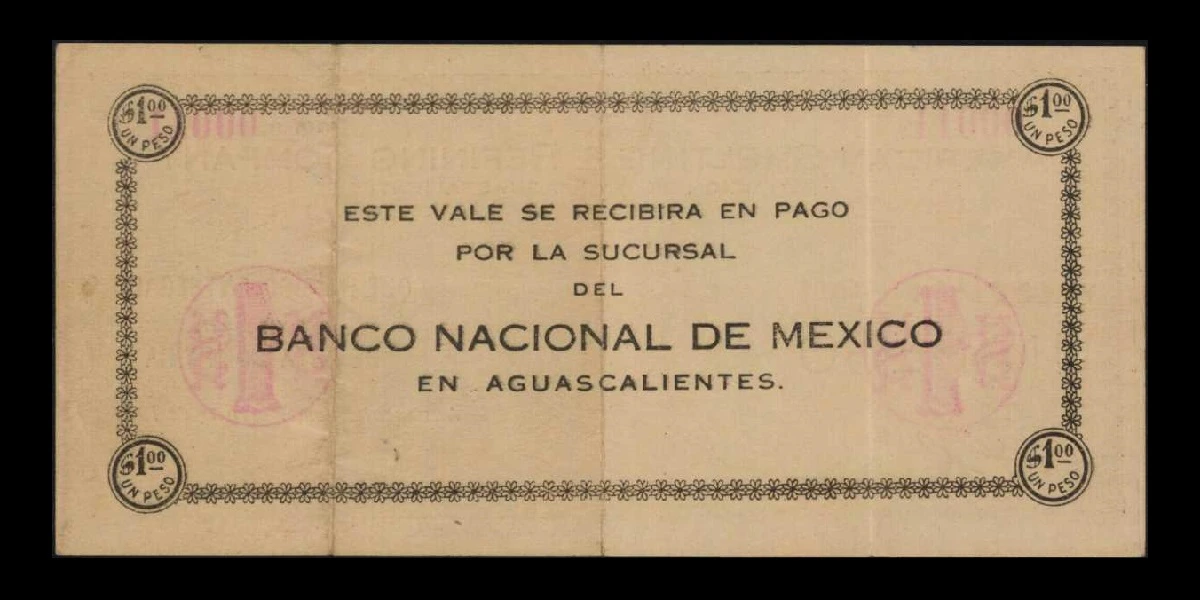 $1.00 UN PESO
$1.00 UN PESO
ESTE VALE SE RECIBIRA EN PAGO
POR LA SUCURSAL
DEL
BANCO NACIONAL DE MEXICO
EN AGUASCALIENTES.
$1.00 UN PESO
$1.00 UN PESO